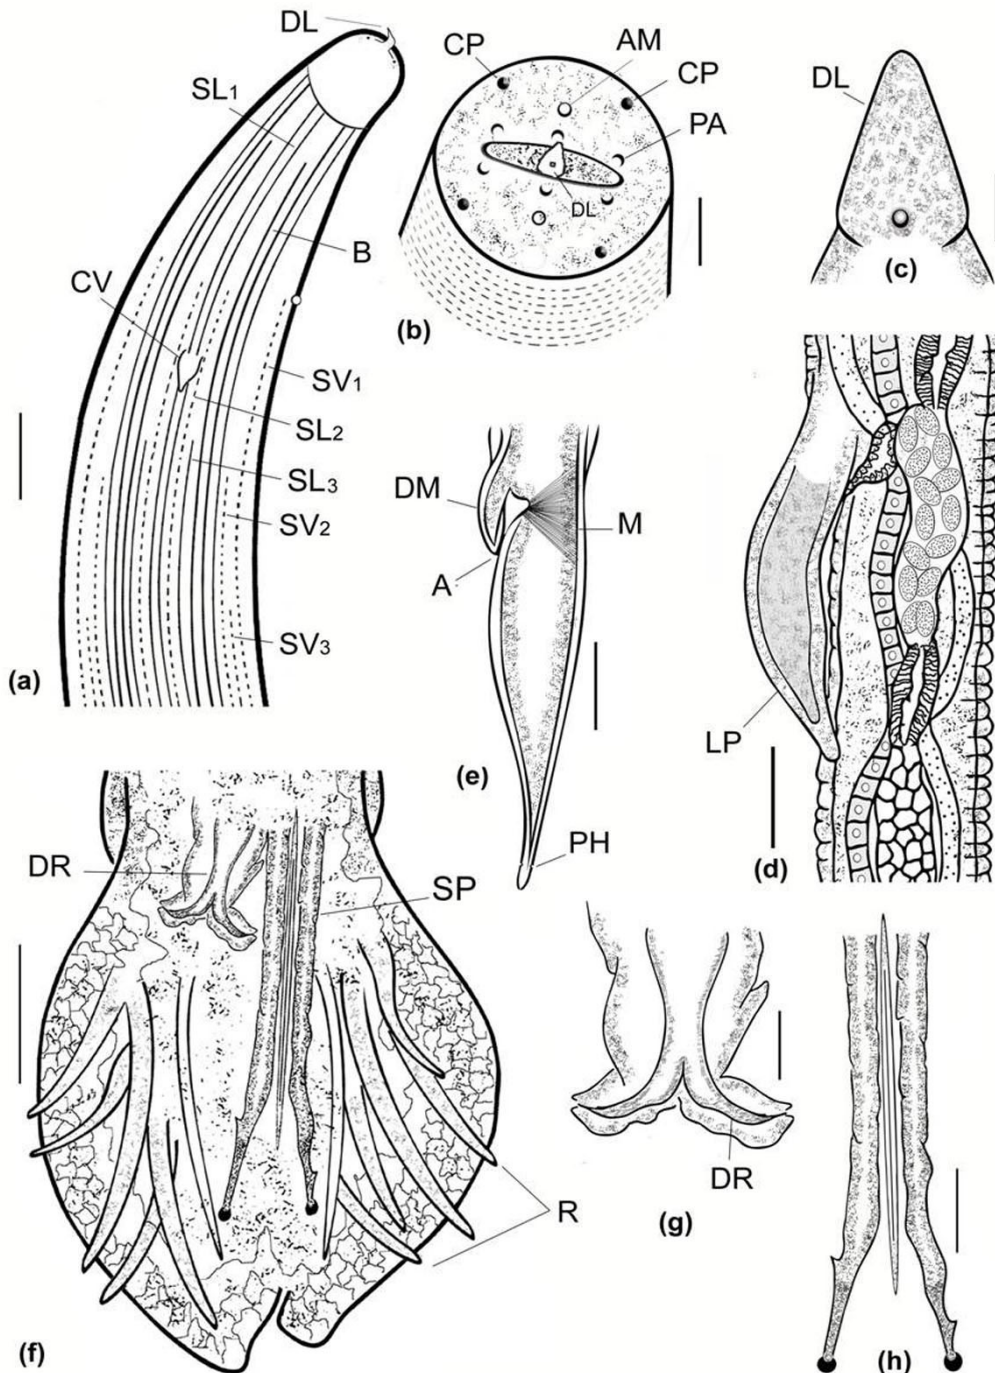 DL
SL1
B
CV
SV1
SL2
SL3
SV2
SV3
(a)
CP
AM
CP
PA
DL
(b)
DL
(c)
LP
(d)
DM
M
A
PH
(e)
DR
SP
R
(f)
DR
(g)
(h)